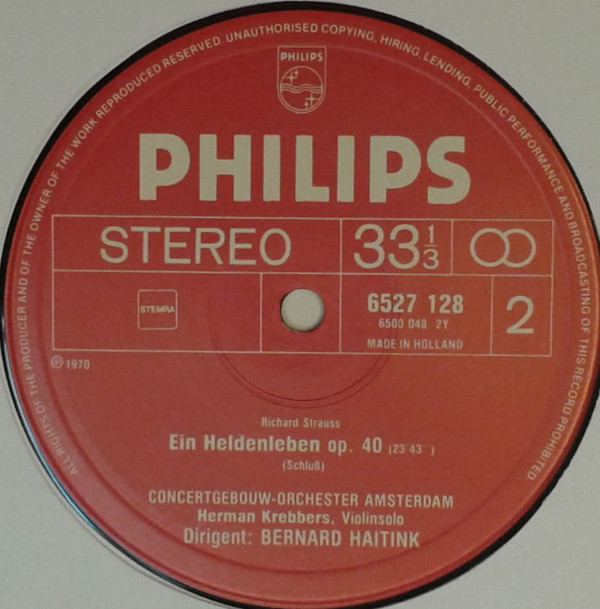 ALL RIGHTS OF THE PRODUCER AND OF THE OWNER OF THE WORK REPRODUCED RESERVED. UNAUTHORISED COPYING, HIRING, LENDING, PUBLIC PERFORMANCE AND BROADCASTING OF THIS RECORD PROHIBITED
PHILIPS
PHILIPS
STEREO
33 1/3
STEMRA
6527 128
6500 048 2Y
MADE IN HOLLAND
2
℗ 1970
Richard Strauss
Ein Heldenleben op. 40 (23'43'')
(Schluß)
CONCERTGEBOUW-ORCHESTER AMSTERDAM
Herman Krebbers, Violinsolo
Dirigent: BERNARD HAITINK